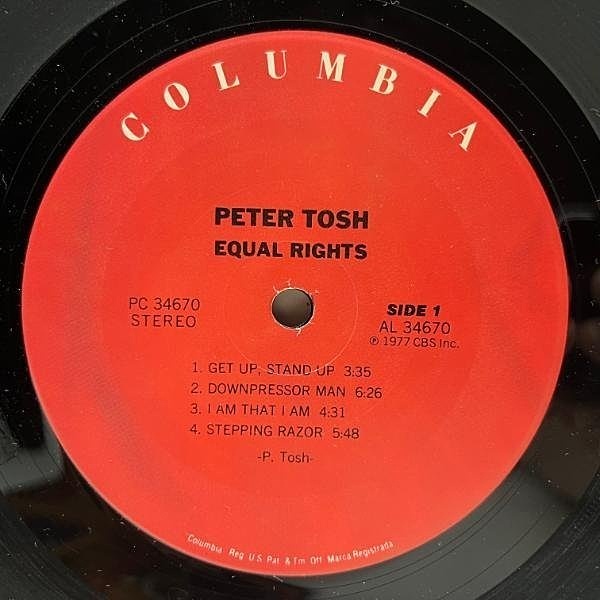 COLUMBIA
PETER TOSH
EQUAL RIGHTS
PC 34670
STEREO
SIDE 1
AL 34670
℗ 1977 CBS Inc.
1. GET UP, STAND UP 3:35
2. DOWNPRESSOR MAN 6:26
3. I AM THAT I AM 4:31
4. STEPPING RAZOR 5:48
-P. Tosh-
Columbia Reg. U.S. Pat. & Tm. Off. Marca Registrada